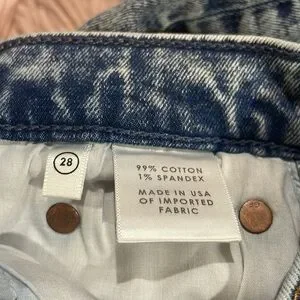 28
99% COTTON
1% SPANDEX
MADE IN USA
OF IMPORTED
FABRIC